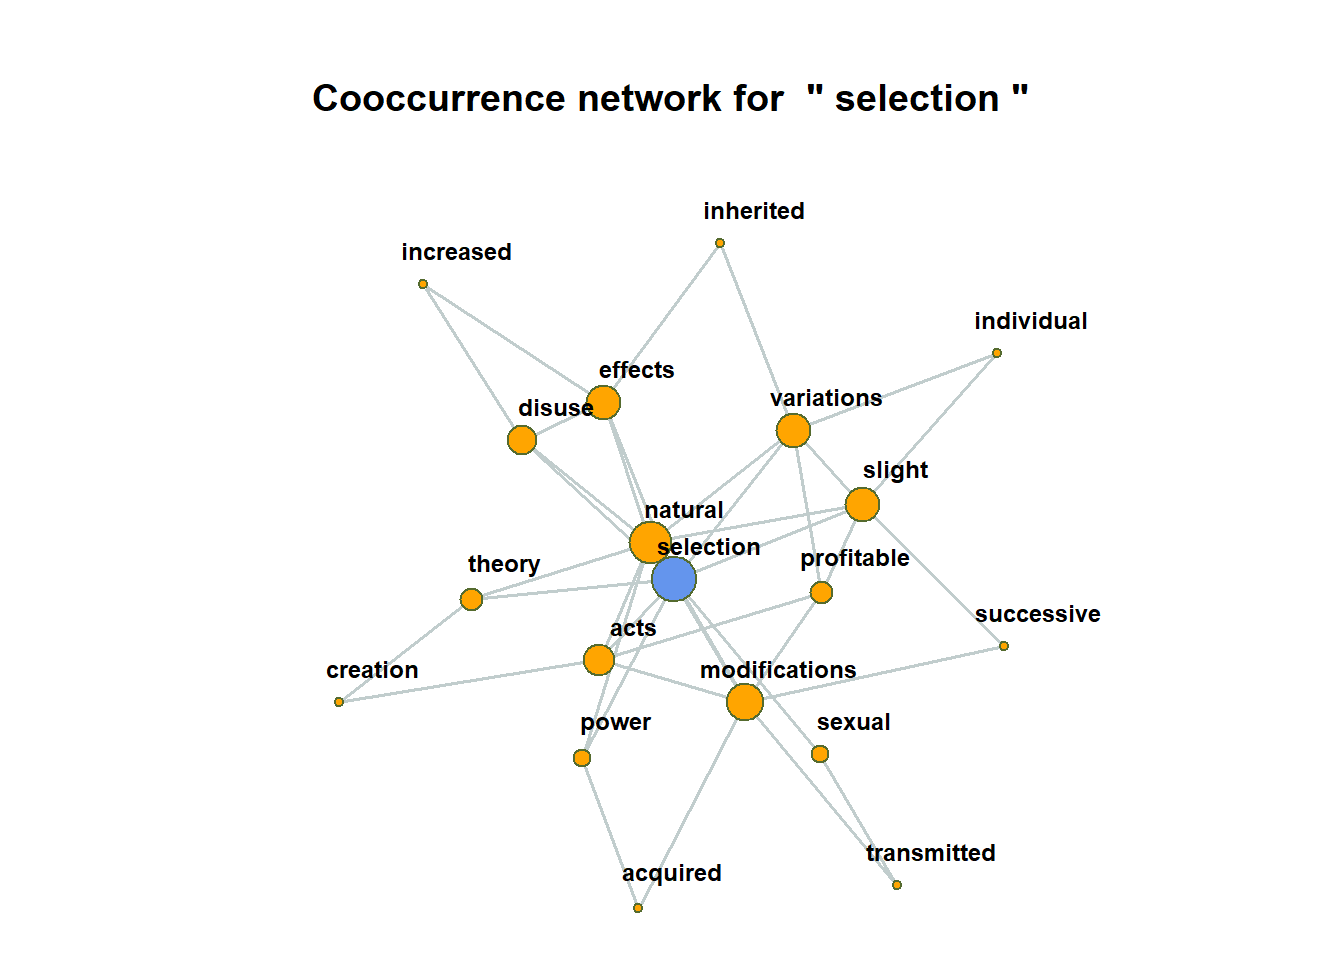 Cooccurrence network for " selection "
inherited
increased
individual
effects
variations
disuse
slight
natural
selection
profitable
theory
successive
acts
creation
modifications
power
sexual
transmitted
acquired